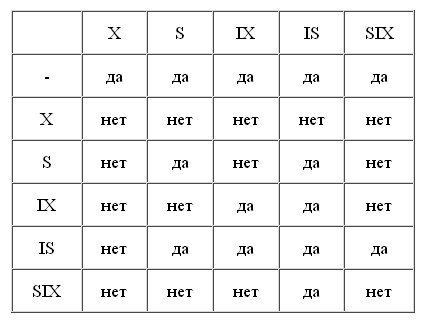 X S IX IS SIX
- да да да да да
X нет нет нет нет нет
S нет да нет да нет
IX нет нет да да нет
IS нет да да да да
SIX нет нет нет да нет